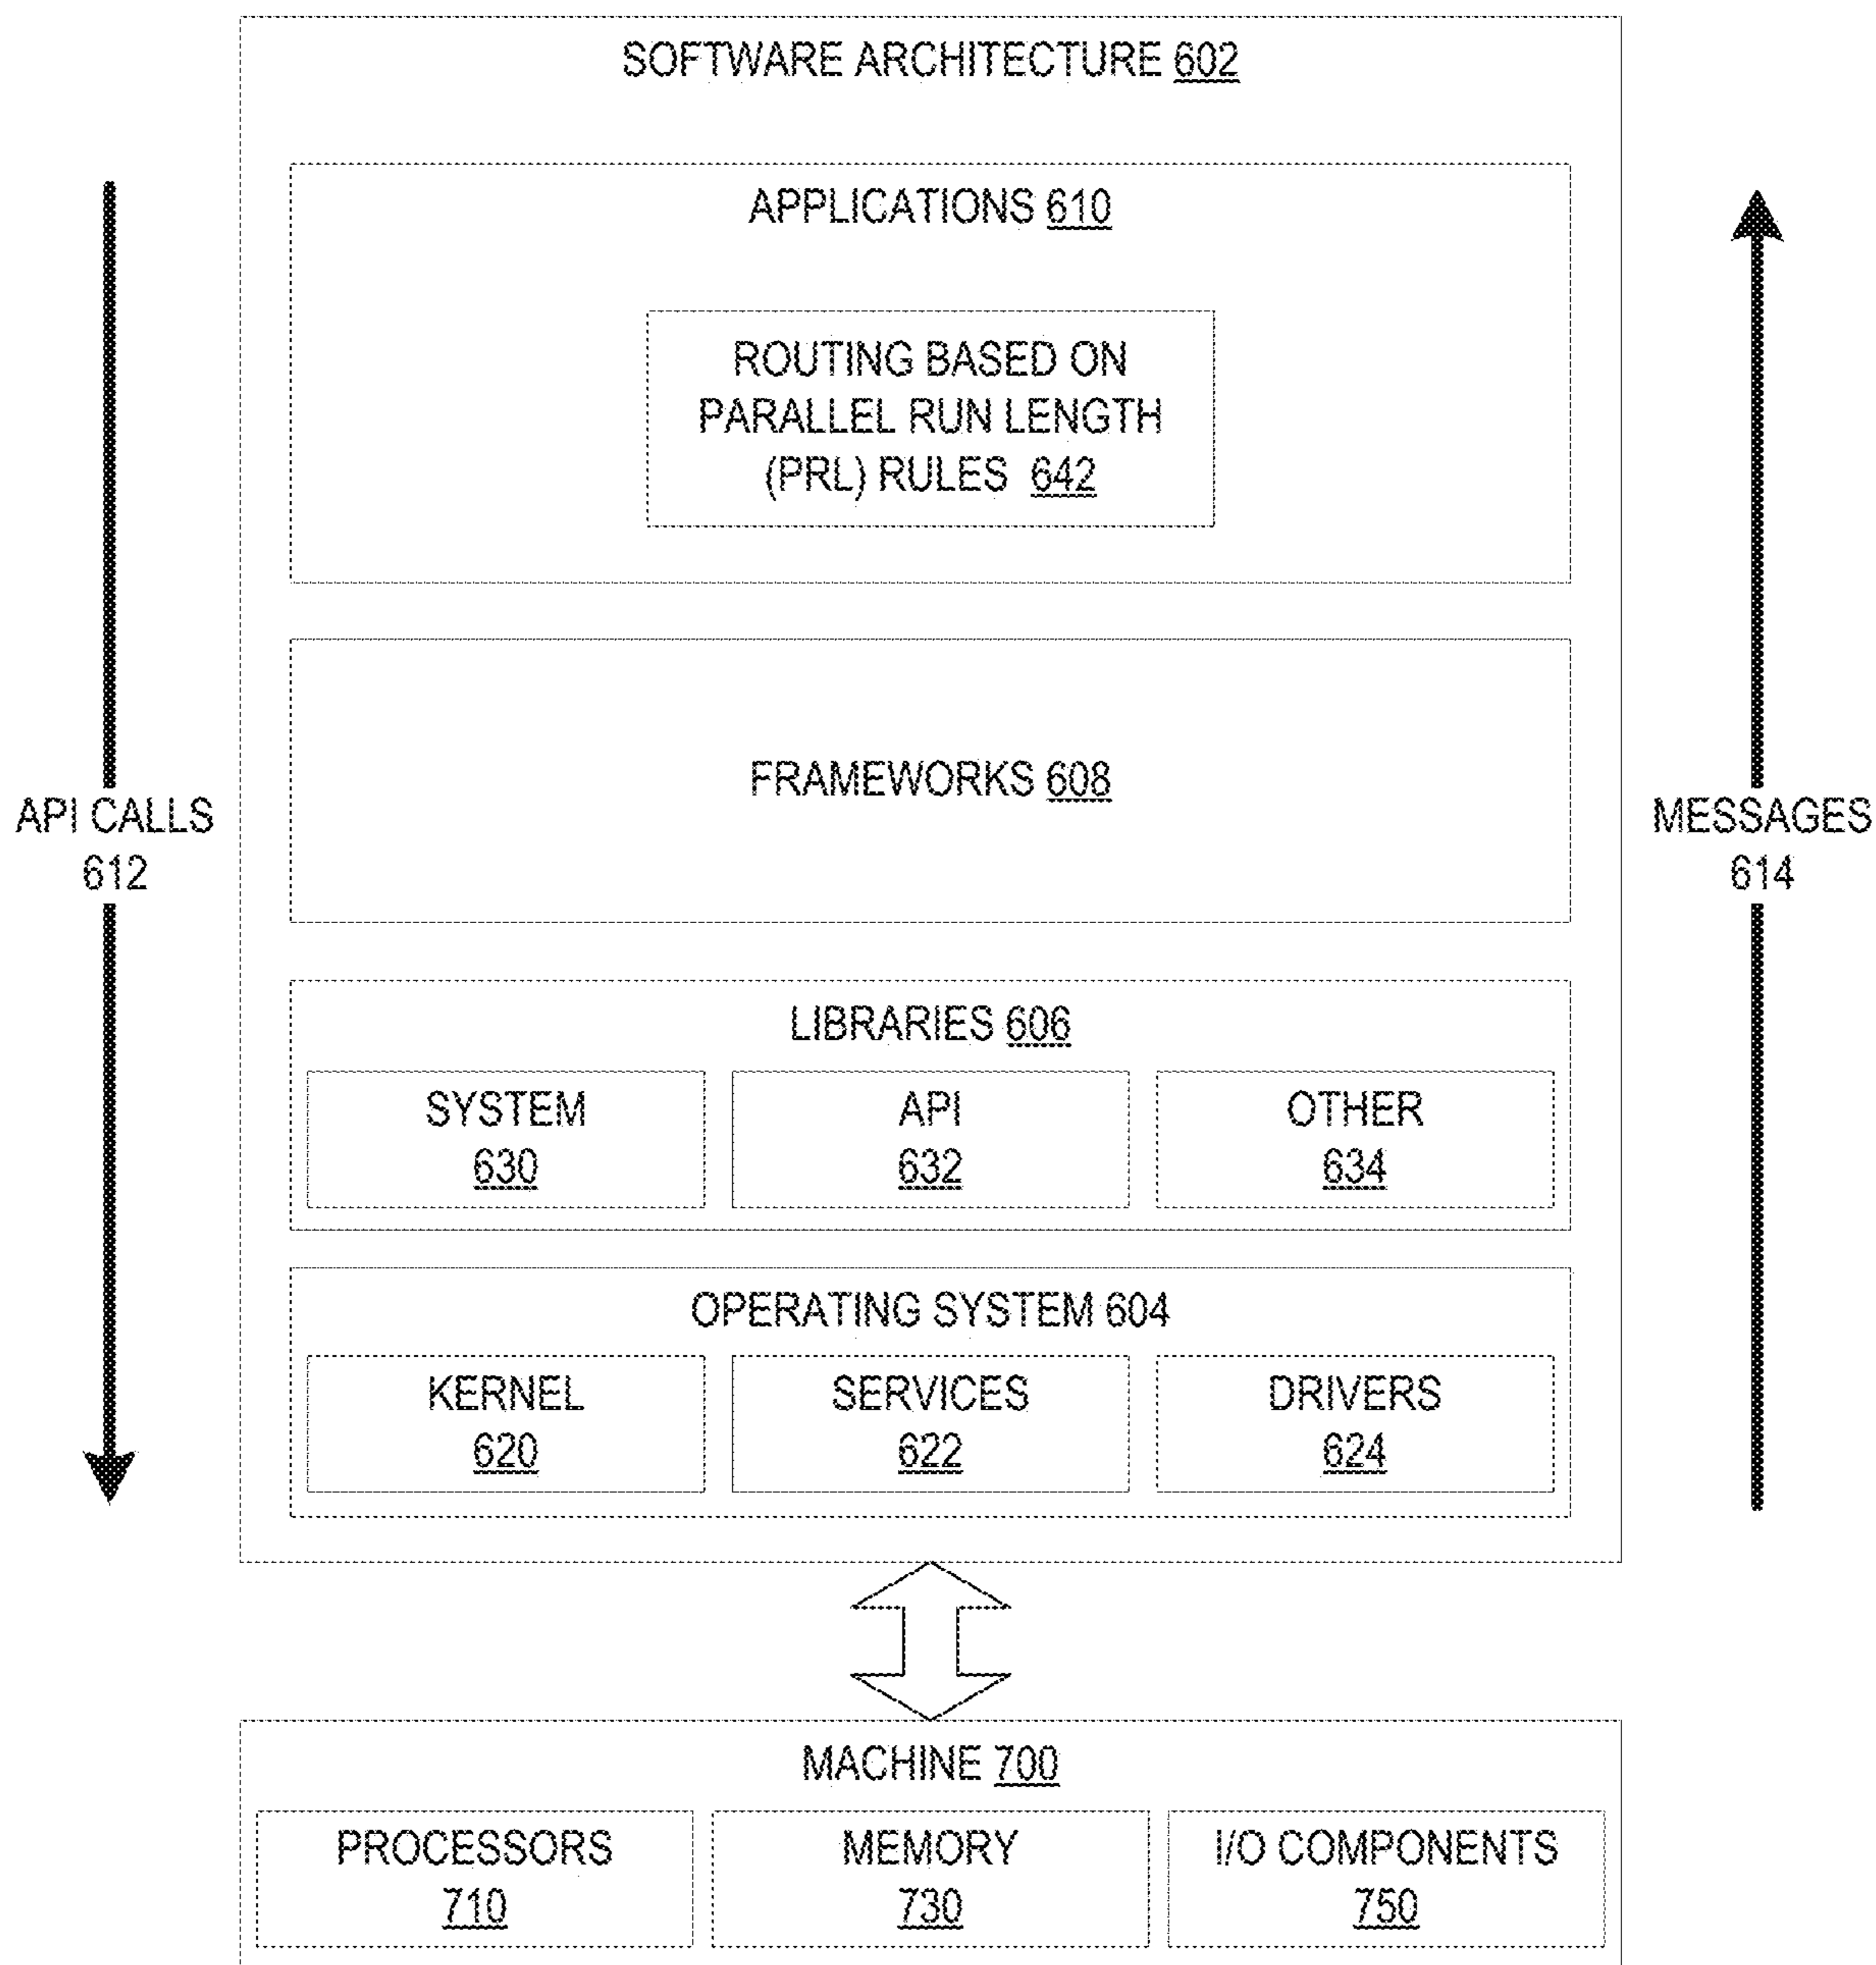 SOFTWARE ARCHITECTURE 602
APPLICATIONS 610
ROUTING BASED ON
PARALLEL RUN LENGTH
(PRL) RULES 642
FRAMEWORKS 608
API CALLS
612
MESSAGES
614
LIBRARIES 606
SYSTEM
630
API
632
OTHER
634
OPERATING SYSTEM 604
KERNEL
620
SERVICES
622
DRIVERS
624
MACHINE 700
PROCESSORS
710
MEMORY
730
I/O COMPONENTS
750